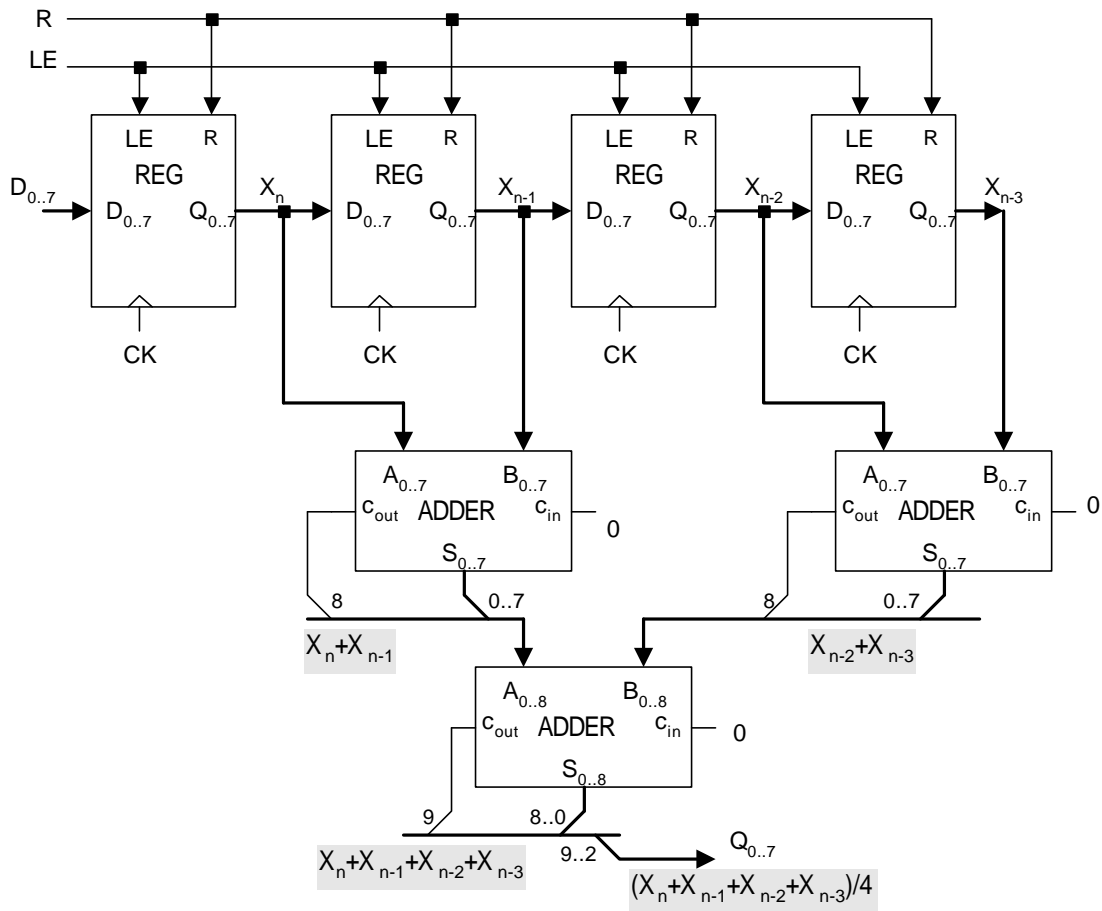 R
LE
LE R LE R LE R LE R
REG REG REG REG
D0..7 Xn Xn-1 Xn-2 Xn-3
D0..7 Q0..7 D0..7 Q0..7 D0..7 Q0..7 D0..7 Q0..7
CK CK CK CK
A0..7 B0..7 A0..7 B0..7
cout ADDER cin 0 cout ADDER cin 0
S0..7 S0..7
8 0..7 8 0..7
Xn+Xn-1 Xn-2+Xn-3
A0..8 B0..8
cout ADDER cin 0
S0..8
9 8..0
9..2 Q0..7
Xn+Xn-1+Xn-2+Xn-3
(Xn+Xn-1+Xn-2+Xn-3)/4